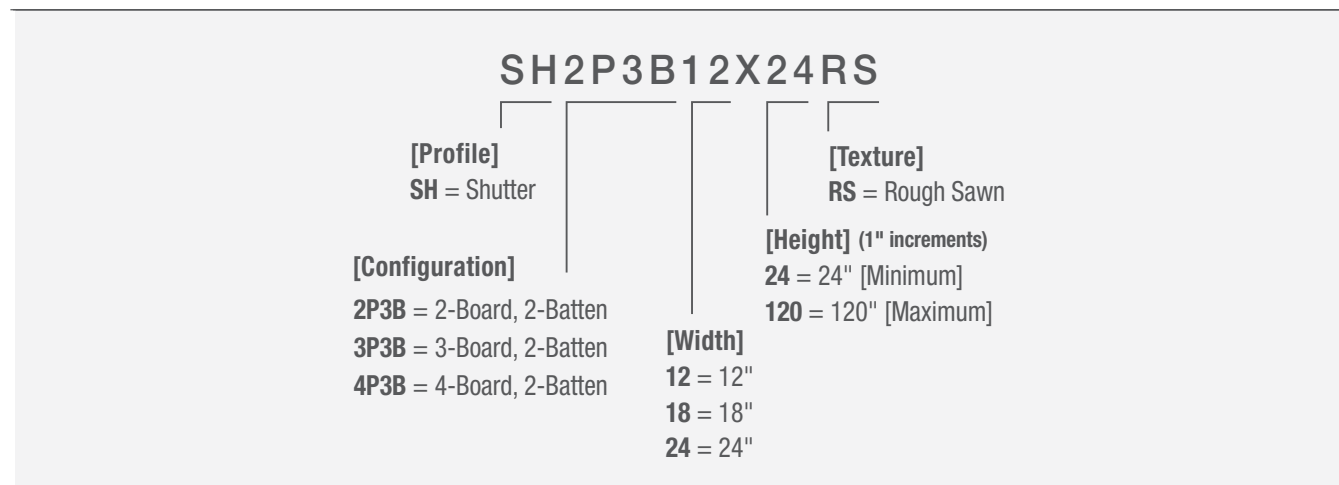 SH2P3B12X24RS
[Profile]
SH = Shutter
[Texture]
RS = Rough Sawn
[Configuration]
2P3B = 2-Board, 2-Batten
3P3B = 3-Board, 2-Batten
4P3B = 4-Board, 2-Batten
[Width]
12 = 12"
18 = 18"
24 = 24"
[Height] (1" increments)
24 = 24" [Minimum]
120 = 120" [Maximum]